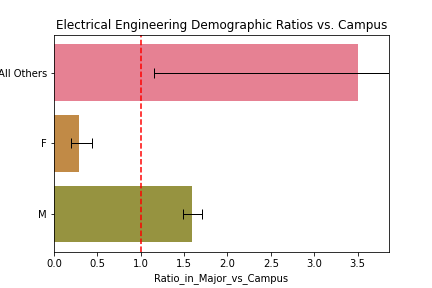 Electrical Engineering Demographic Ratios vs. Campus
All Others
F
M
0.0 0.5 1.0 1.5 2.0 2.5 3.0 3.5
Ratio_in_Major_vs_Campus